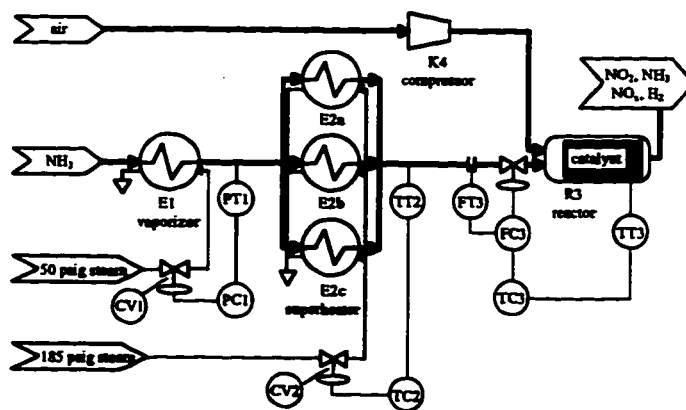 air
K4
compressor
NO₂, NH₃
NOₓ, H₂
E2a
NH₃
E1
vaporizer
PT1
E2b
TT2
FT3
FC3
catalyst
R3
reactor
TT3
50 psig steam
CV1
PC1
E2c
superheater
TC3
185 psig steam
CV2
TC2